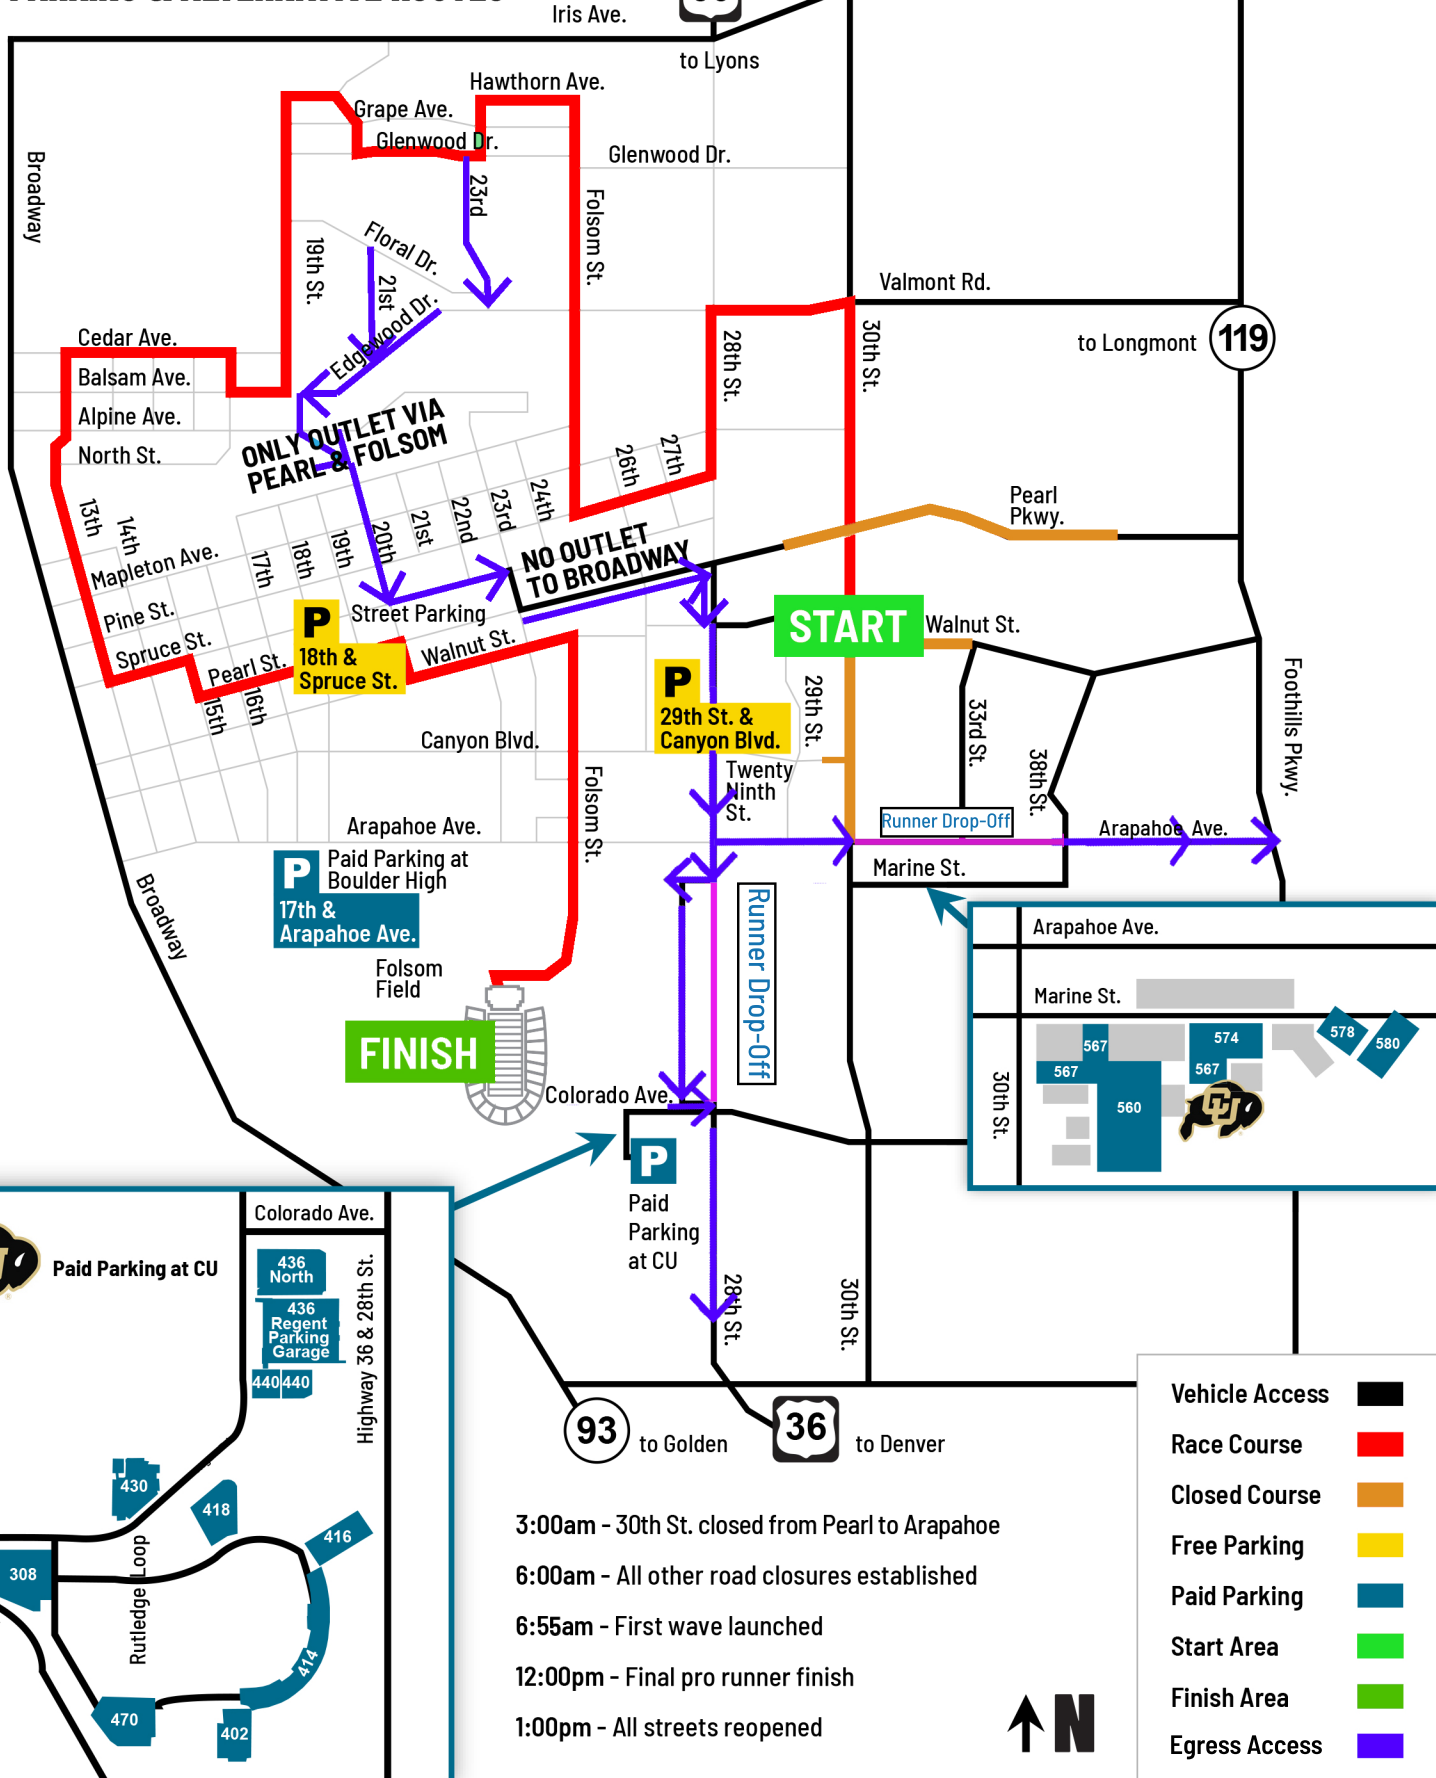 Iris Ave.
to Lyons
Hawthorn Ave.
Grape Ave.
Glenwood Dr.
Glenwood Dr.
Broadway
23rd
Folsom St.
19th St.
Floral Dr.
21st
Edgewood Dr.
Valmont Rd.
to Longmont
119
28th St.
30th St.
Cedar Ave.
Balsam Ave.
Alpine Ave.
North St.
ONLY OUTLET VIA
PEARL & FOLSOM
26th
27th
13th
14th
17th
18th
19th
20th
21st
22nd
23rd
24th
Pearl
Pkwy.
Mapleton Ave.
Pine St.
Spruce St.
Pearl St.
15th
16th
NO OUTLET
TO BROADWAY
Street Parking
P
18th &
Spruce St.
Walnut St.
START
Walnut St.
P
29th St. &
Canyon Blvd.
29th St.
33rd St.
38th St.
Foothills Pkwy.
Canyon Blvd.
Twenty
Ninth
St.
Folsom St.
Arapahoe Ave.
Runner Drop-Off
Arapahoe Ave.
Marine St.
P
Paid Parking at
Boulder High
17th &
Arapahoe Ave.
Broadway
Folsom
Field
FINISH
Runner Drop-Off
Colorado Ave.
P
Paid
Parking
at CU
28th St.
30th St.
Arapahoe Ave.
Marine St.
30th St.
567
567
574
567
560
578
580
CU
Paid Parking at CU
Colorado Ave.
436
North
436
Regent
Parking
Garage
440
440
Highway 36 & 28th St.
430
418
416
308
Rutledge Loop
414
470
402
93
to Golden
36
to Denver
3:00am - 30th St. closed from Pearl to Arapahoe
6:00am - All other road closures established
6:55am - First wave launched
12:00pm - Final pro runner finish
1:00pm - All streets reopened
N
Vehicle Access
Race Course
Closed Course
Free Parking
Paid Parking
Start Area
Finish Area
Egress Access